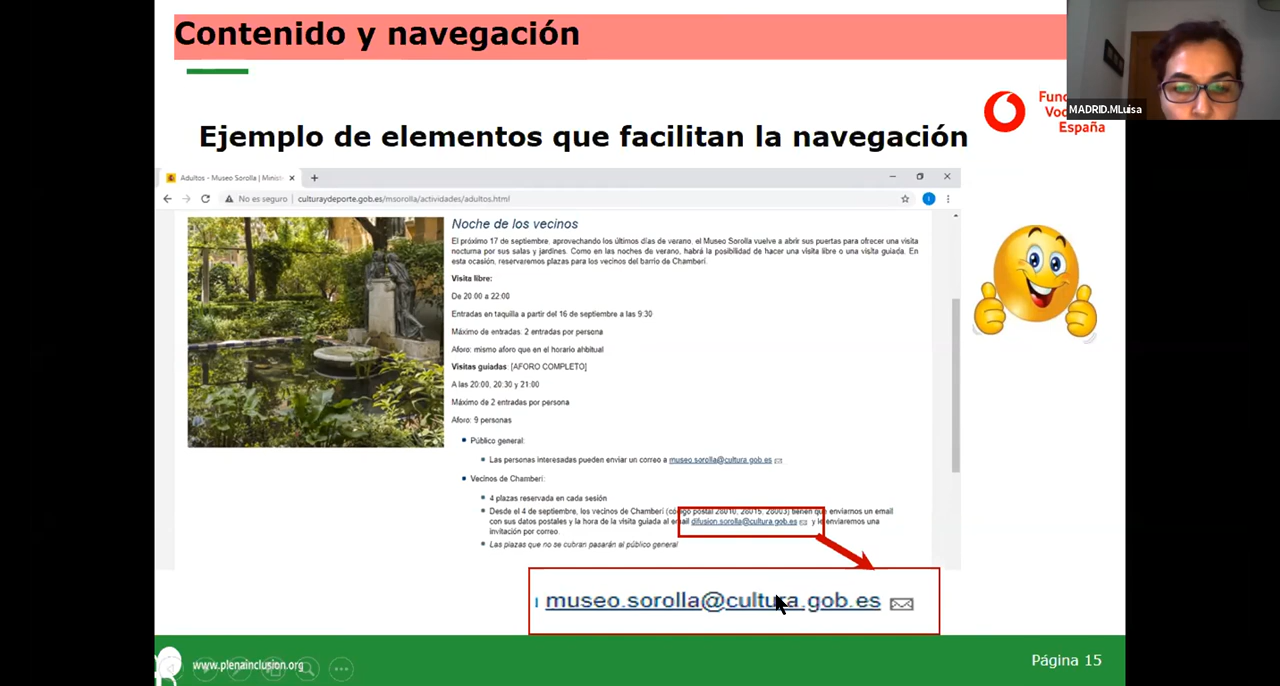 Contenido y navegación
MADRID.MLuisa
España
Ejemplo de elementos que facilitan la navegación
Adultos - Museo Sorolla | Minist
No es seguro culturaydeporte.gob.es/msorolla/actividades/adultos.html
Noche de los vecinos
El próximo 17 de septiembre, aprovechando los últimos días de verano, el Museo Sorolla vuelve a abrir sus puertas para ofrecer una visita
nocturna por sus salas y jardines. Como en las noches de verano, habrá la posibilidad de hacer una visita libre o una visita guiada. En
esta ocasión, reservaremos plazas para los vecinos del barrio de Chamberí.
Visita libre:
De 20:00 a 22:00
Entradas en taquilla a partir del 16 de septiembre a las 9:30
Máximo de entradas: 2 entradas por persona
Aforo: mismo aforo que en el horario ahbitual
Visitas guiadas: [AFORO COMPLETO]
A las 20:00, 20:30 y 21:00
Máximo de 2 entradas por persona
Aforo: 9 personas
Público general:
Las personas interesadas pueden enviar un correo a museo.sorolla@cultura.gob.es
Vecinos de Chamberí:
4 plazas reservada en cada sesión
Desde el 4 de septiembre, los vecinos de Chamberí (código postal 28010, 28015, 28003) tienen que enviarnos un email
con sus datos postales y la hora de la visita guiada al email difusion.sorolla@cultura.gob.es y le enviaremos una
invitación por correo.
Las plazas que no se cubran pasarán al público general
museo.sorolla@cultura.gob.es
www.plenainclusion.org
Página 15